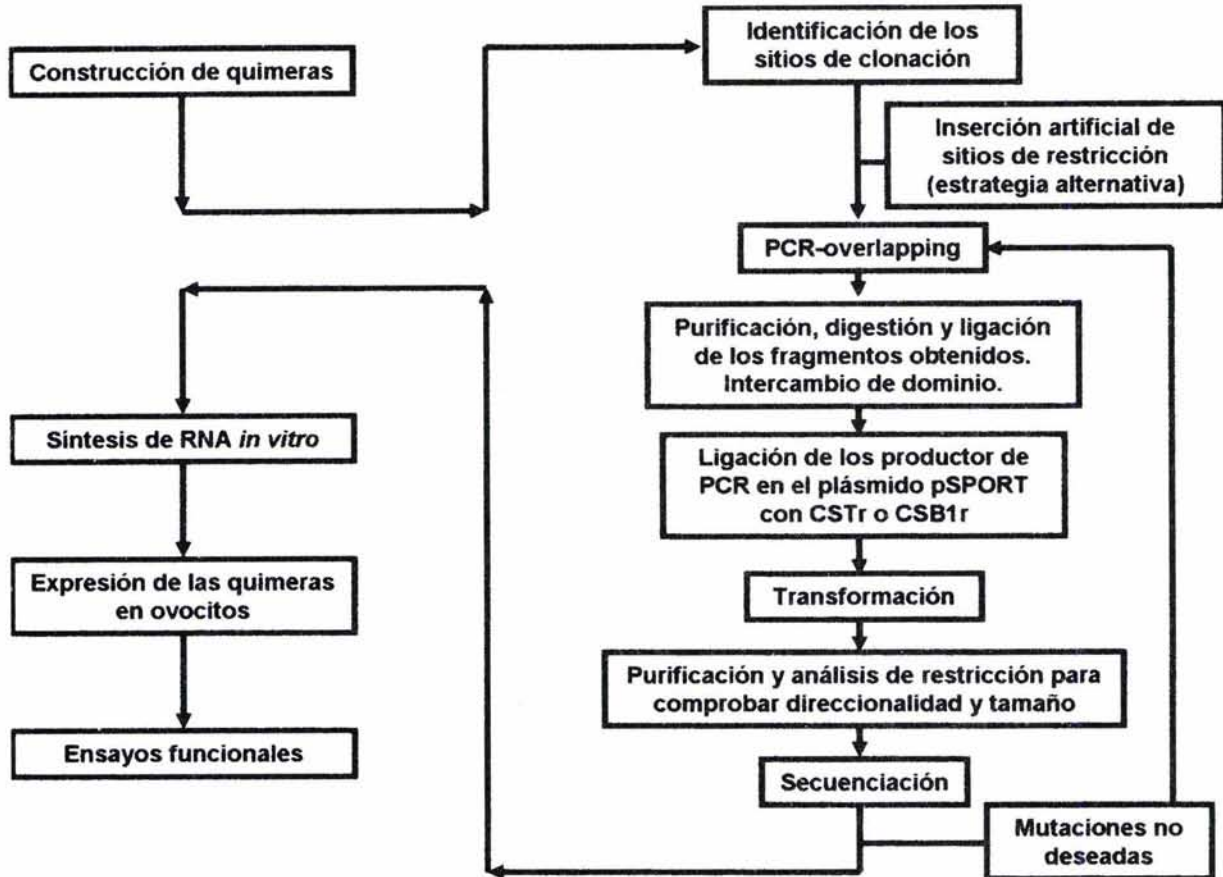 Construcción de quimeras
Identificación de los
sitios de clonación
Inserción artificial de
sitios de restricción
(estrategia alternativa)
PCR-overlapping
Purificación, digestión y ligación
de los fragmentos obtenidos.
Intercambio de dominio.
Ligación de los productor de
PCR en el plásmido pSPORT
con CSTr o CSB1r
Transformación
Purificación y análisis de restricción para
comprobar direccionalidad y tamaño
Secuenciación
Mutaciones no
deseadas
Síntesis de RNA in vitro
Expresión de las quimeras
en ovocitos
Ensayos funcionales